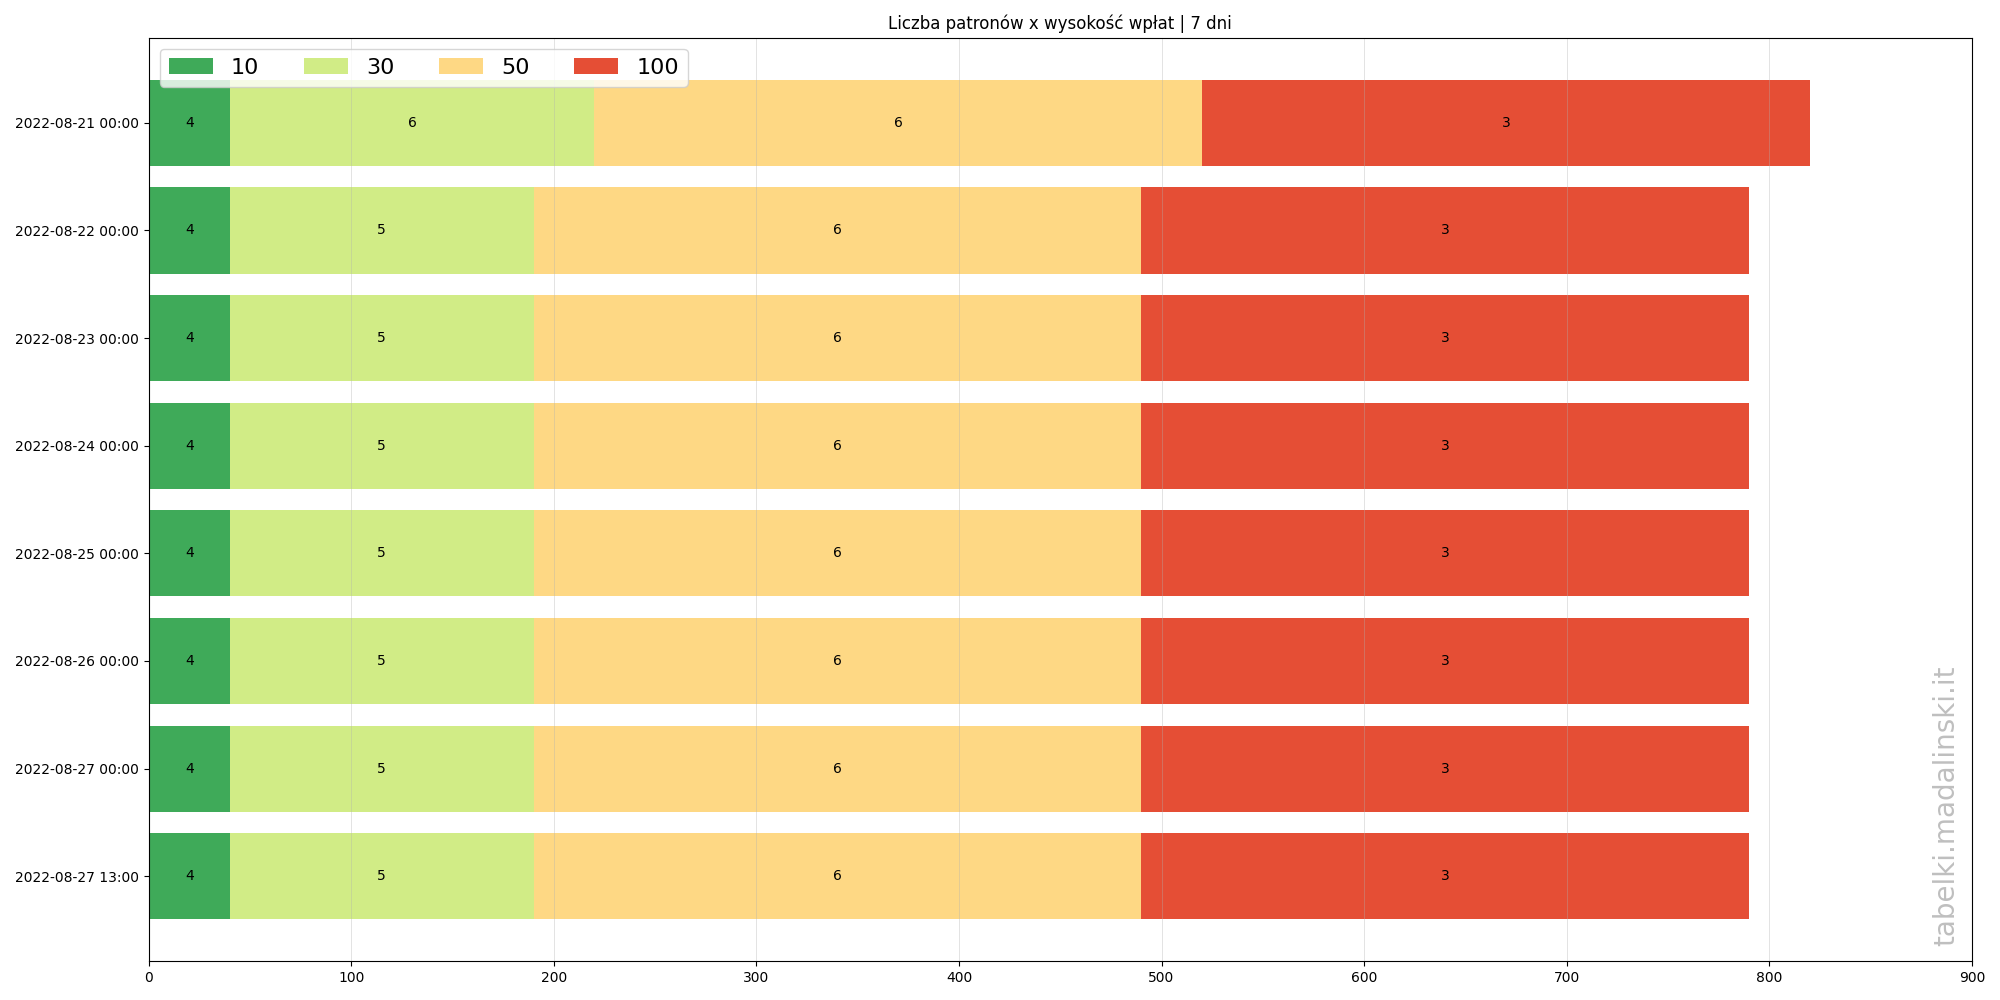 Liczba patronów x wysokość wpłat | 7 dni
10 30 50 100
2022-08-21 00:00 4 6 6 3
2022-08-22 00:00 4 5 6 3
2022-08-23 00:00 4 5 6 3
2022-08-24 00:00 4 5 6 3
2022-08-25 00:00 4 5 6 3
2022-08-26 00:00 4 5 6 3
2022-08-27 00:00 4 5 6 3
2022-08-27 13:00 4 5 6 3
0 100 200 300 400 500 600 700 800 900
tabelki.madalinski.it